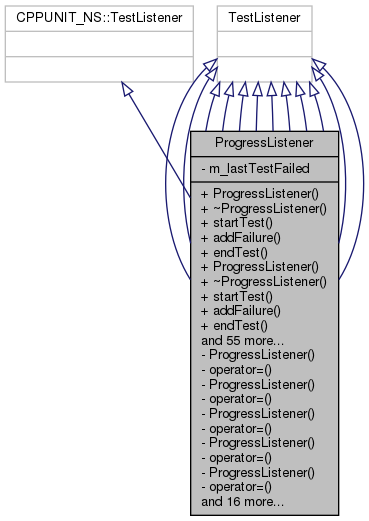 CPPUNIT_NS::TestListener
TestListener
ProgressListener
- m_lastTestFailed
+ ProgressListener()
+ ~ProgressListener()
+ startTest()
+ addFailure()
+ endTest()
+ ProgressListener()
+ ~ProgressListener()
+ startTest()
+ addFailure()
+ endTest()
and 55 more...
- ProgressListener()
- operator=()
- ProgressListener()
- operator=()
- ProgressListener()
- operator=()
- ProgressListener()
- operator=()
- ProgressListener()
- operator=()
and 16 more...